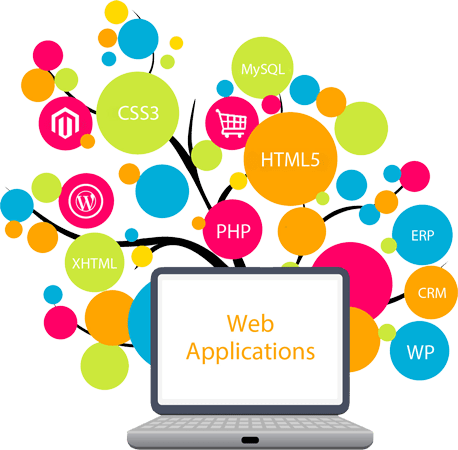 MySQL
CSS3
HTML5
PHP
ERP
XHTML
CRM
Web
Applications
WP